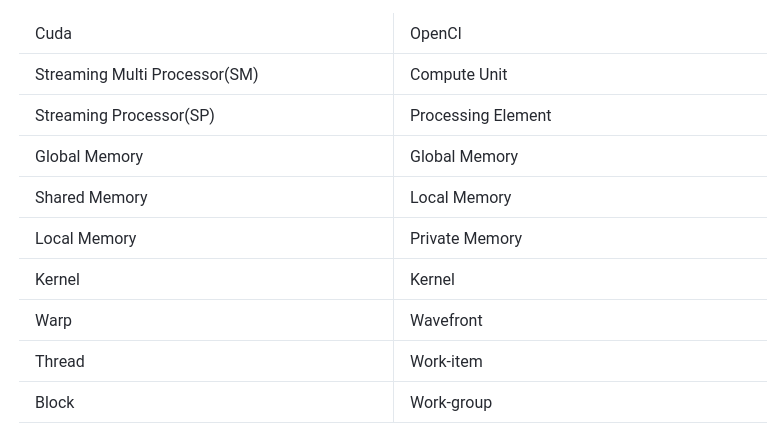 Cuda OpenCl
Streaming Multi Processor(SM) Compute Unit
Streaming Processor(SP) Processing Element
Global Memory Global Memory
Shared Memory Local Memory
Local Memory Private Memory
Kernel Kernel
Warp Wavefront
Thread Work-item
Block Work-group